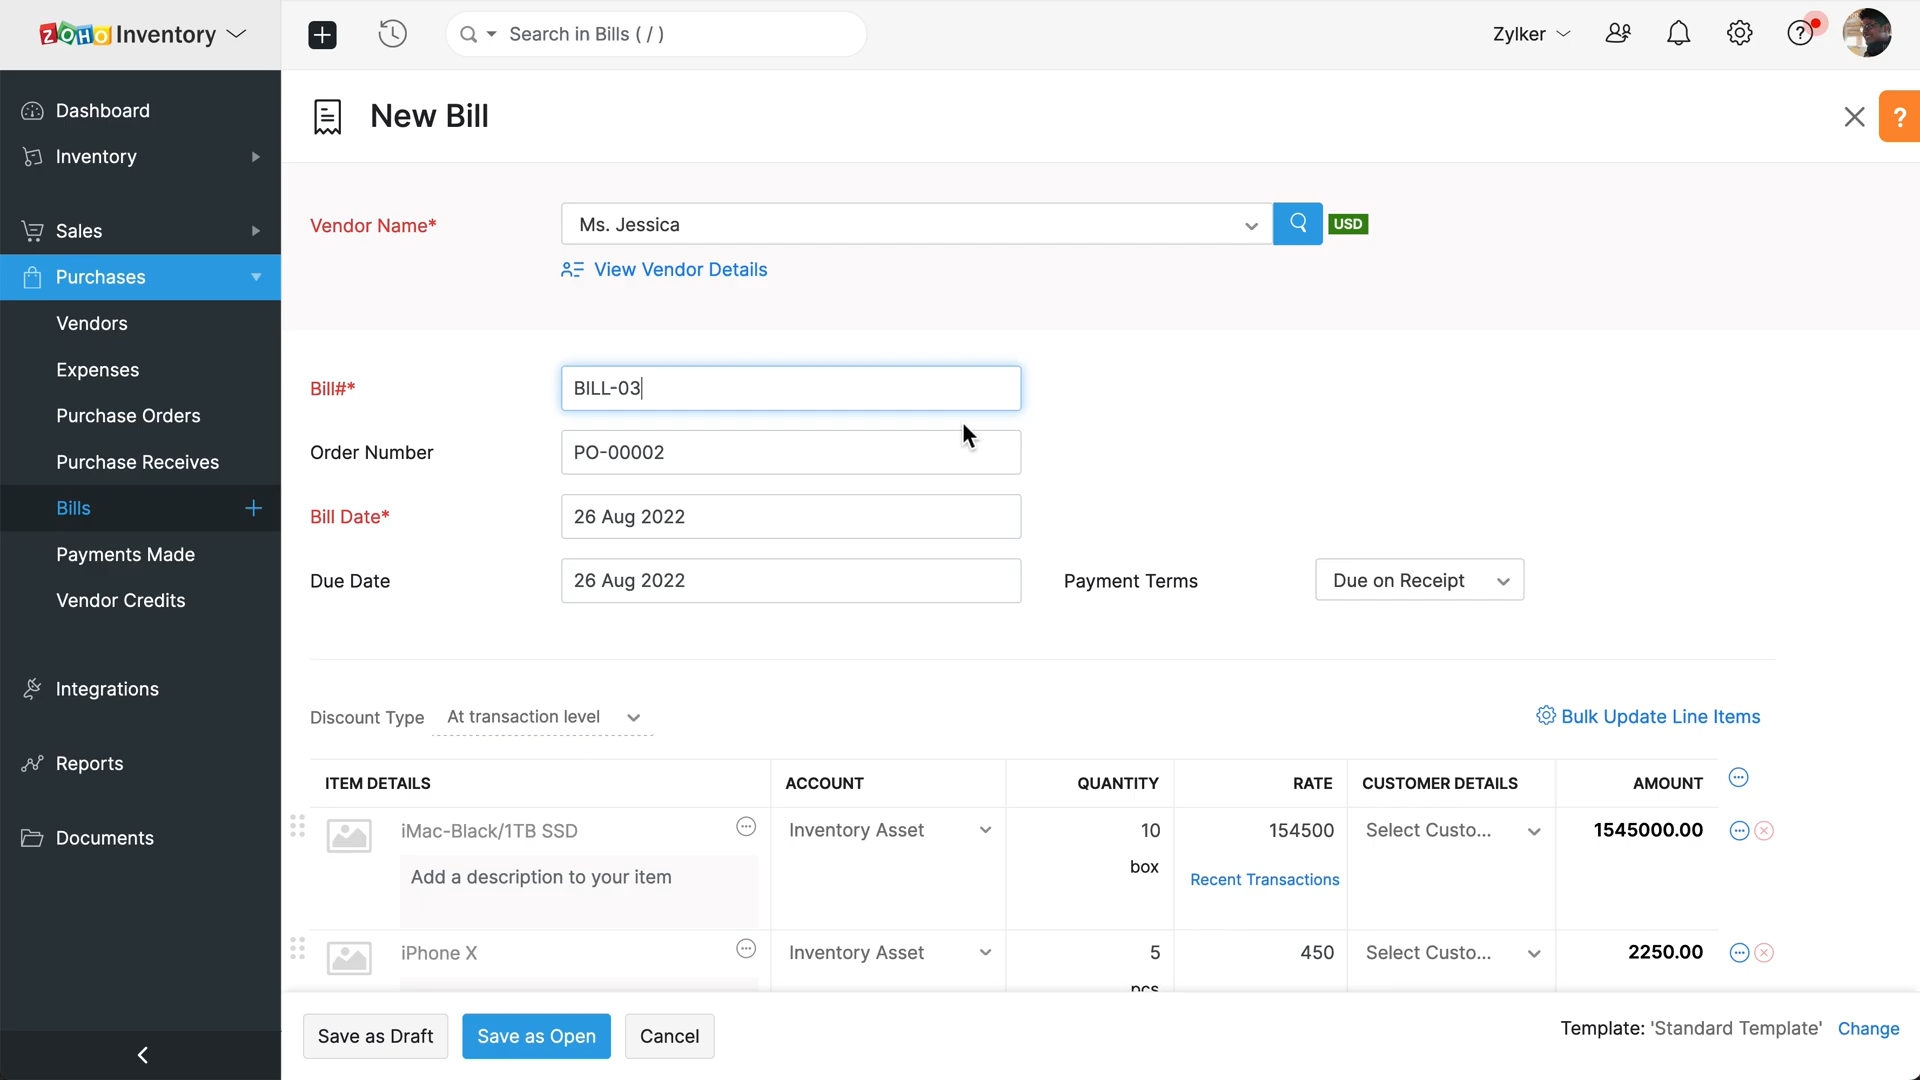 ZOHO Inventory
Search in Bills ( / )
Zylker
Dashboard
Inventory
Sales
Purchases
Vendors
Expenses
Purchase Orders
Purchase Receives
Bills
Payments Made
Vendor Credits
Integrations
Reports
Documents
New Bill
?
Vendor Name*
Ms. Jessica
USD
View Vendor Details
Bill#*
BILL-03
Order Number
PO-00002
Bill Date*
26 Aug 2022
Due Date
26 Aug 2022
Payment Terms
Due on Receipt
Discount Type
At transaction level
Bulk Update Line Items
ITEM DETAILS ACCOUNT QUANTITY RATE CUSTOMER DETAILS AMOUNT
iMac-Black/1TB SSD Inventory Asset 10 154500 Select Custo... 1545000.00
box
Add a description to your item
Recent Transactions
iPhone X Inventory Asset 5 450 Select Custo... 2250.00
pcs
Save as Draft
Save as Open
Cancel
Template: 'Standard Template' Change